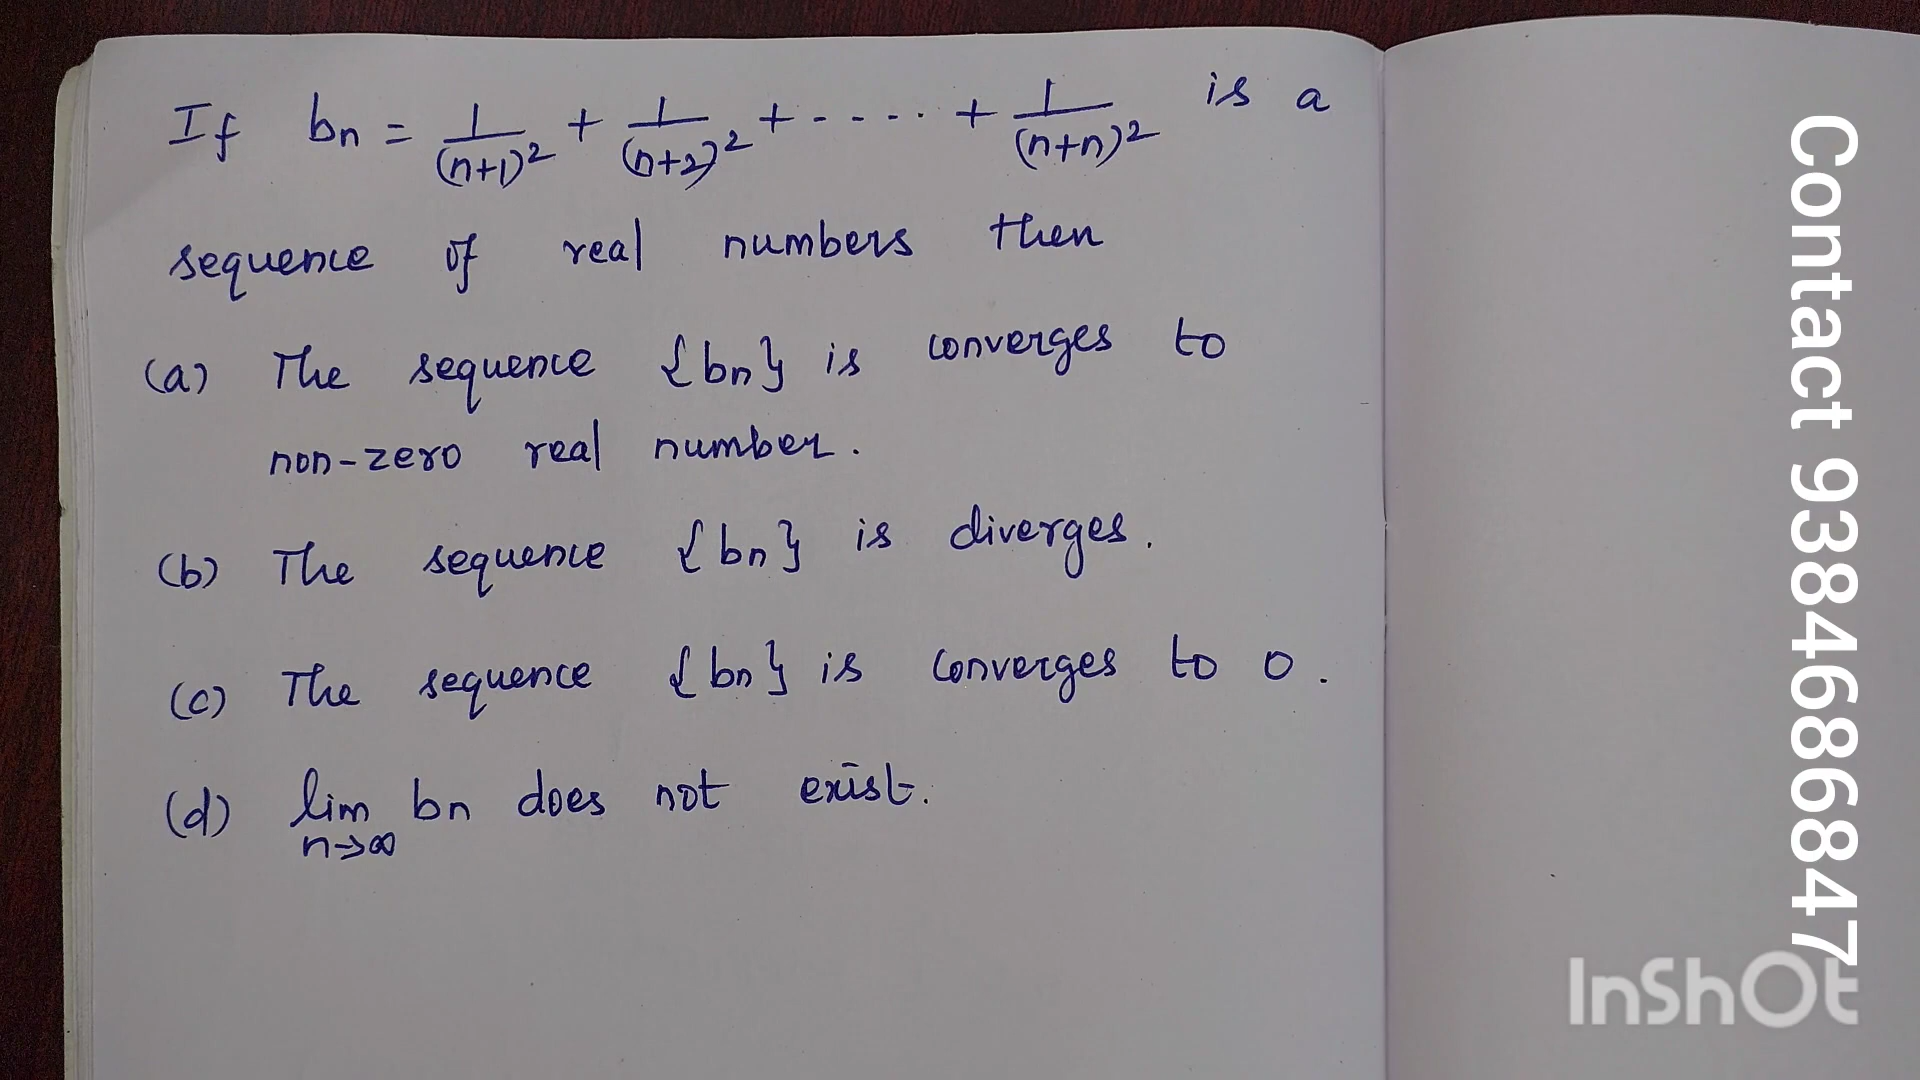 If bn = 1/(n+1)² + 1/(n+2)² + - - - - · + 1/(n+n)² is a
sequence of real numbers then
(a) The sequence {bn} is converges to
non-zero real number.
(b) The sequence {bn} is diverges.
(c) The sequence {bn} is converges to 0.
(d) lim n→∞ bn does not exist.
Contact 9384686847
InShOt